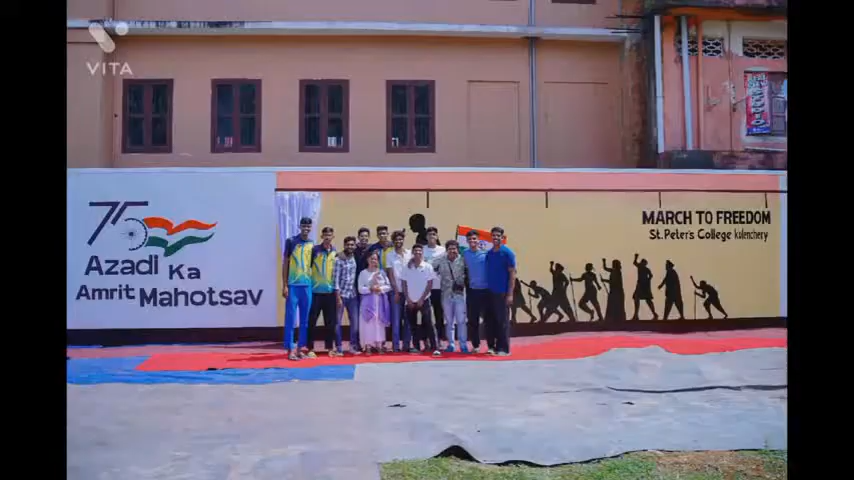 VITA
75
Azadi Ka
Amrit Mahotsav
MARCH TO FREEDOM
St.Peter's College kolenchery